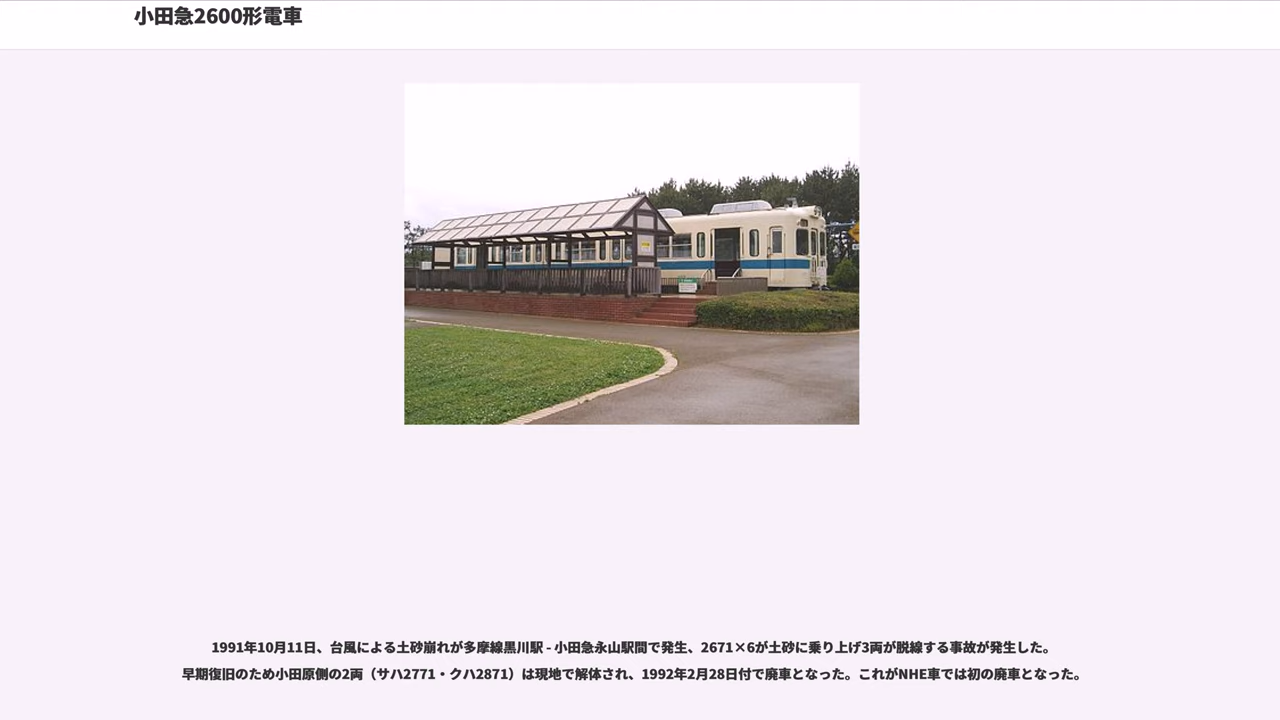 小田急2600形電車
1991年10月11日、台風による土砂崩れが多摩線黒川駅 - 小田急永山駅間で発生、2671×6が土砂に乗り上げ3両が脱線する事故が発生した。
早期復旧のため小田原側の2両（サハ2771・クハ2871）は現地で解体され、1992年2月28日付で廃車となった。これがNHE車では初の廃車となった。